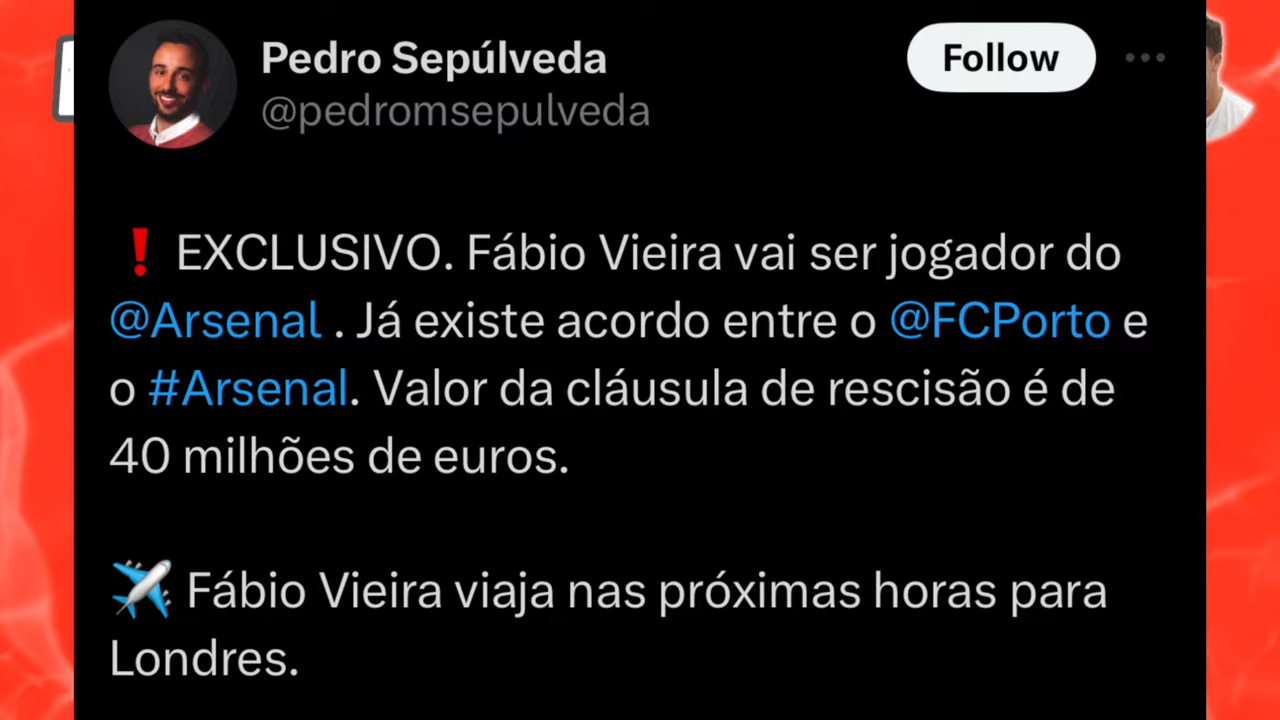 Pedro Sepúlveda
@pedromsepulveda
Follow
❗ EXCLUSIVO. Fábio Vieira vai ser jogador do
@Arsenal . Já existe acordo entre o @FCPorto e
o #Arsenal. Valor da cláusula de rescisão é de
40 milhões de euros.
✈️ Fábio Vieira viaja nas próximas horas para
Londres.